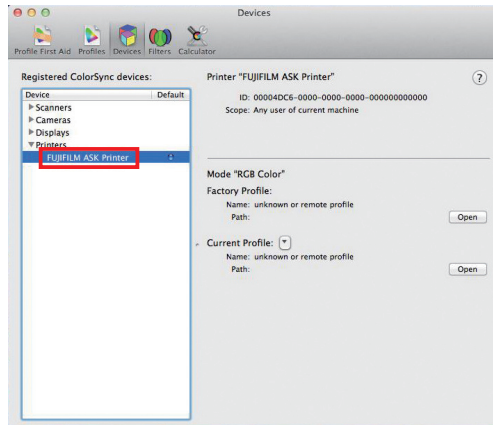 Devices
Profile First Aid Profiles Devices Filters Calculator
Registered ColorSync devices:
Device Default
Scanners
Cameras
Displays
Printers
FUJIFILM ASK Printer
Printer "FUJIFILM ASK Printer"
?
ID: 00004DC6-0000-0000-0000-000000000000
Scope: Any user of current machine
Mode "RGB Color"
Factory Profile:
Name: unknown or remote profile
Path:
Open
Current Profile:
Name: unknown or remote profile
Path:
Open